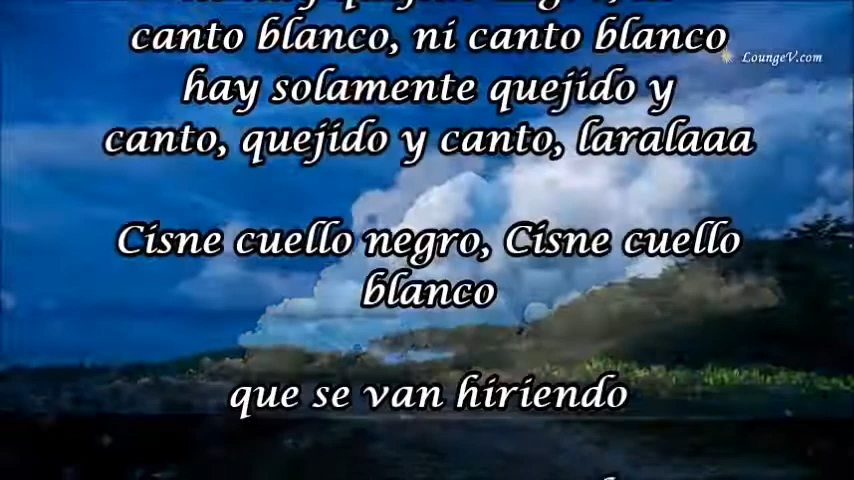 canto blanco, ni canto blanco
LoungeV.com
hay solamente quejido y
canto, quejido y canto, laralaaa
Cisne cuello negro, Cisne cuello
blanco
que se van hiriendo